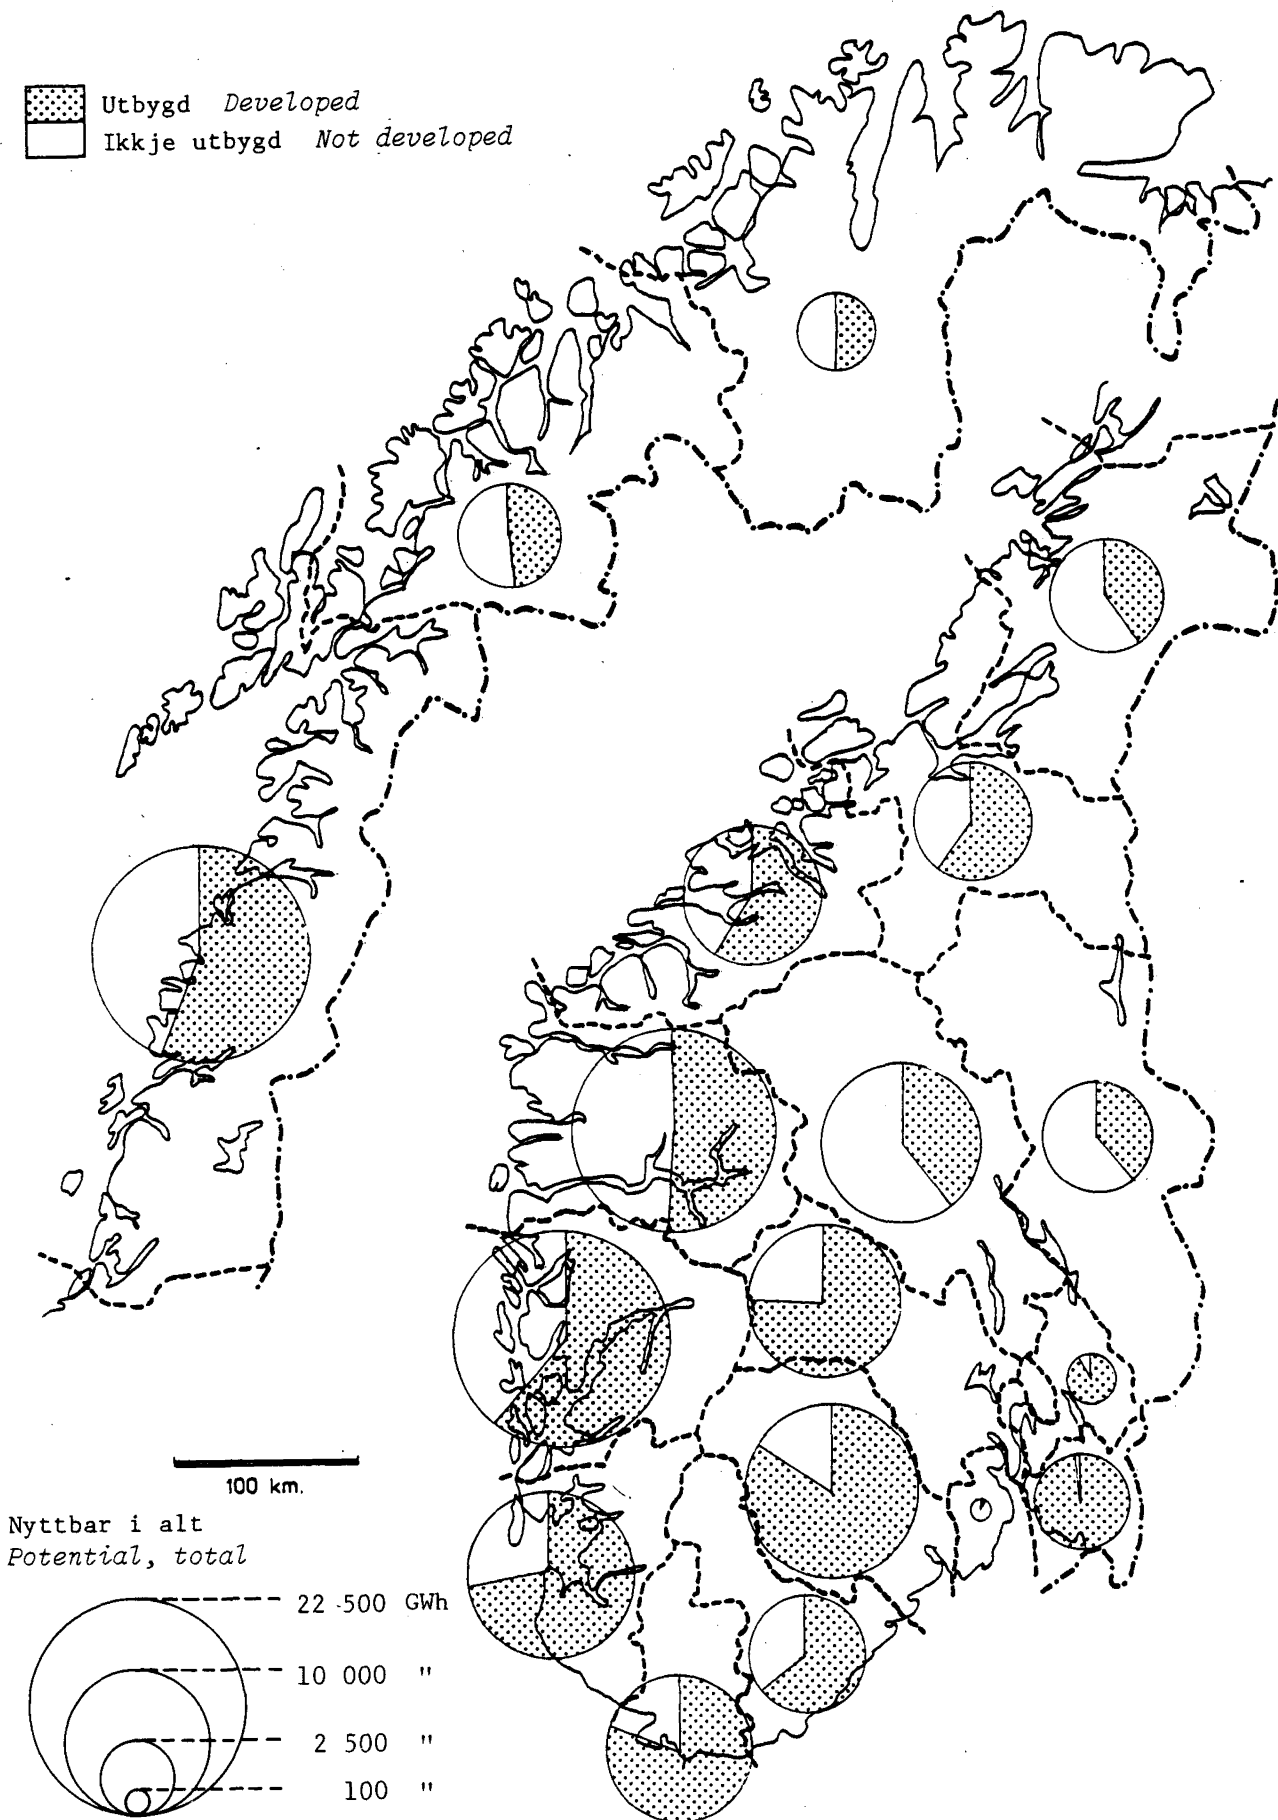 Utbygd Developed
Ikkje utbygd Not developed
100 km.
Nyttbar i alt
Potential, total
22 500 GWh
10 000 "
2 500 "
100 "